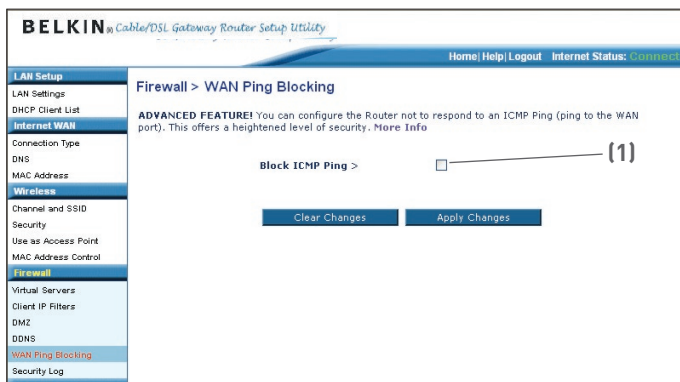 BELKIN® Cable/DSL Gateway Router Setup Utility
Home| Help| Logout Internet Status: Connect
LAN Setup
LAN Settings
DHCP Client List
Internet WAN
Connection Type
DNS
MAC Address
Wireless
Channel and SSID
Security
Use as Access Point
MAC Address Control
Firewall
Virtual Servers
Client IP Filters
DMZ
DDNS
WAN Ping Blocking
Security Log
Firewall > WAN Ping Blocking
ADVANCED FEATURE! You can configure the Router not to respond to an ICMP Ping (ping to the WAN
port). This offers a heightened level of security. More Info
Block ICMP Ping >
(1)
Clear Changes Apply Changes